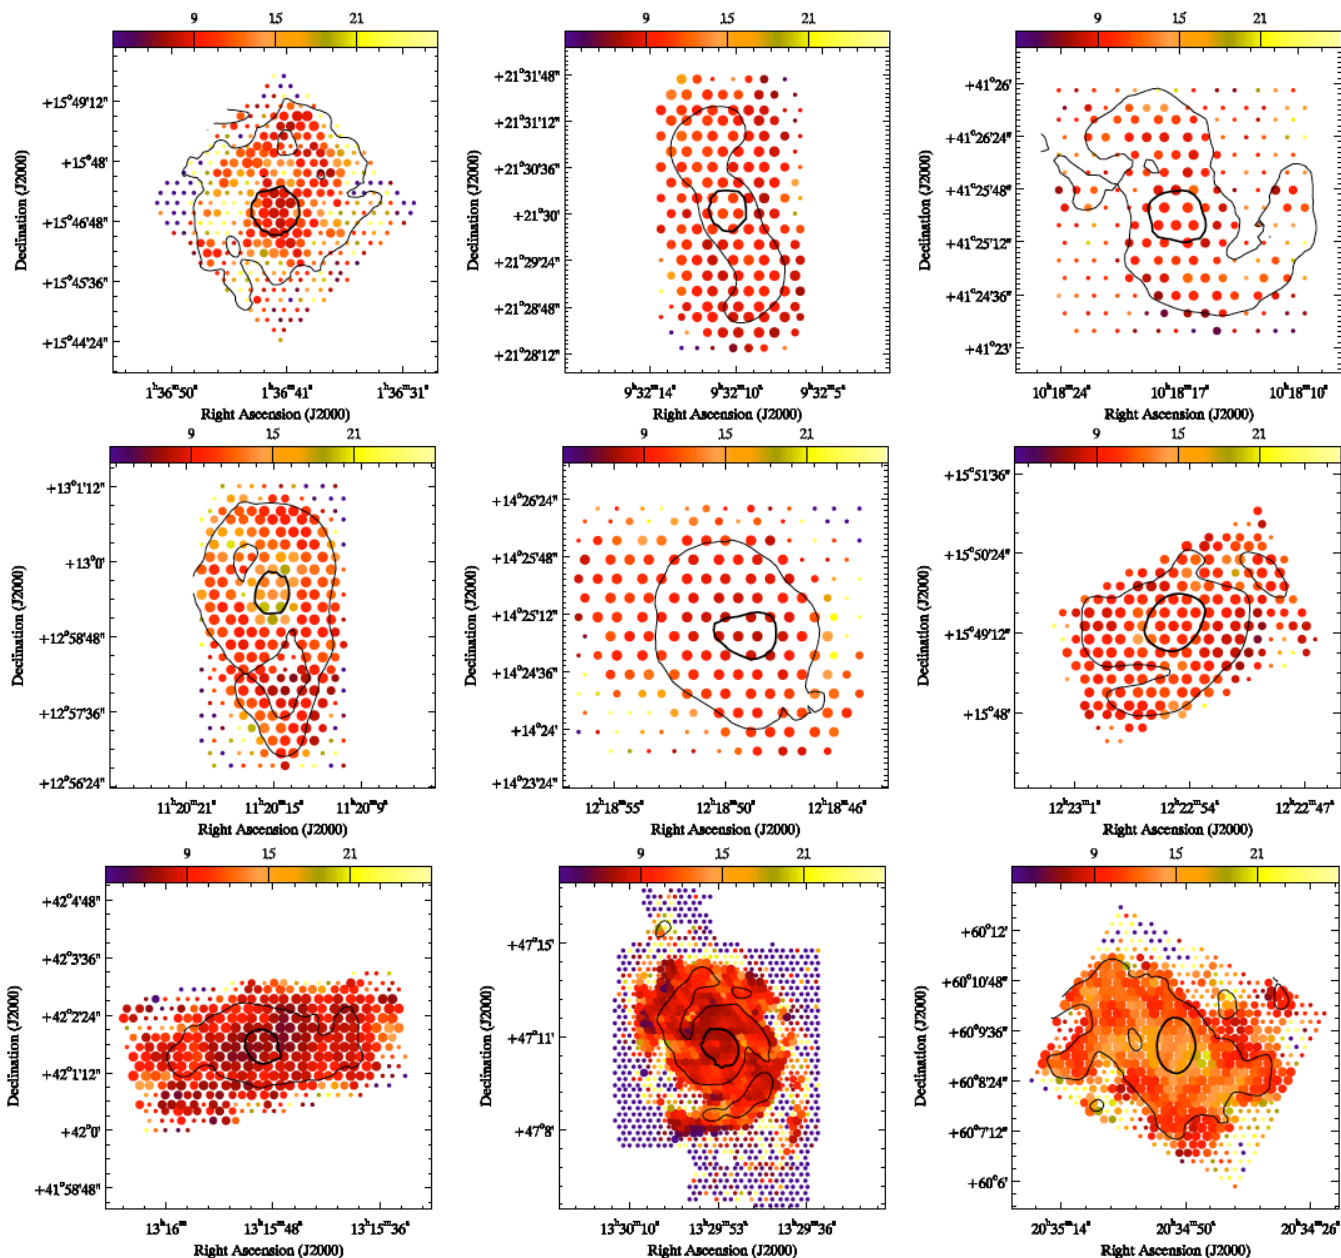 9 15 21
9 15 21
9 15 21
Declination (J2000)
+15°49'12"
+15°48'
+15°46'48"
+15°45'36"
+15°44'24"
1ʰ36ᵐ50ˢ 1ʰ36ᵐ41ˢ 1ʰ36ᵐ31ˢ
Right Ascension (J2000)
Declination (J2000)
+21°31'48"
+21°31'12"
+21°30'36"
+21°30'
+21°29'24"
+21°28'48"
+21°28'12"
9ʰ32ᵐ14ˢ 9ʰ32ᵐ10ˢ 9ʰ32ᵐ5ˢ
Right Ascension (J2000)
Declination (J2000)
+41°26'
+41°26'24"
+41°25'48"
+41°25'12"
+41°24'36"
+41°23'
10ʰ18ᵐ24ˢ 10ʰ18ᵐ17ˢ 10ʰ18ᵐ10ˢ
Right Ascension (J2000)
9 15 21
9 15 21
9 15 21
Declination (J2000)
+13°1'12"
+13°0'
+12°58'48"
+12°57'36"
+12°56'24"
11ʰ20ᵐ21ˢ 11ʰ20ᵐ15ˢ 11ʰ20ᵐ9ˢ
Right Ascension (J2000)
Declination (J2000)
+14°26'24"
+14°25'48"
+14°25'12"
+14°24'36"
+14°24'
+14°23'24"
12ʰ18ᵐ55ˢ 12ʰ18ᵐ50ˢ 12ʰ18ᵐ46ˢ
Right Ascension (J2000)
Declination (J2000)
+15°51'36"
+15°50'24"
+15°49'12"
+15°48'
12ʰ23ᵐ1ˢ 12ʰ22ᵐ54ˢ 12ʰ22ᵐ47ˢ
Right Ascension (J2000)
9 15 21
9 15 21
9 15 21
Declination (J2000)
+42°4'48"
+42°3'36"
+42°2'24"
+42°1'12"
+42°0'
+41°58'48"
13ʰ16ᵐ 13ʰ15ᵐ48ˢ 13ʰ15ᵐ36ˢ
Right Ascension (J2000)
Declination (J2000)
+47°15'
+47°11'
+47°8'
13ʰ30ᵐ10ˢ 13ʰ29ᵐ53ˢ 13ʰ29ᵐ36ˢ
Right Ascension (J2000)
Declination (J2000)
+60°12'
+60°10'48"
+60°9'36"
+60°8'24"
+60°7'12"
+60°6'
20ʰ35ᵐ14ˢ 20ʰ34ᵐ50ˢ 20ʰ34ᵐ26ˢ
Right Ascension (J2000)